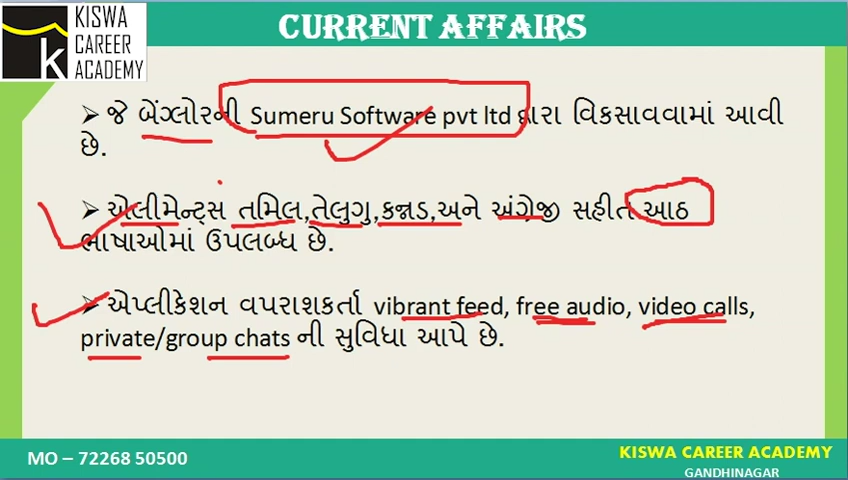 KISWA
CAREER
ACADEMY
k
CURRENT AFFAIRS
➢ જે બેંગ્લોરની Sumeru Software pvt ltd દ્વારા વિકસાવવામાં આવી
છે.
➢ એલીમેન્ટ્સ તમિલ,તેલુગુ,કન્નડ,અને અંગ્રેજી સહીત આઠ
ભાષાઓમાં ઉપલબ્ધ છે.
➢ એપ્લીકેશન વપરાશકર્તા vibrant feed, free audio, video calls,
private/group chats ની સુવિધા આપે છે.
MO – 72268 50500
KISWA CAREER ACADEMY
GANDHINAGAR